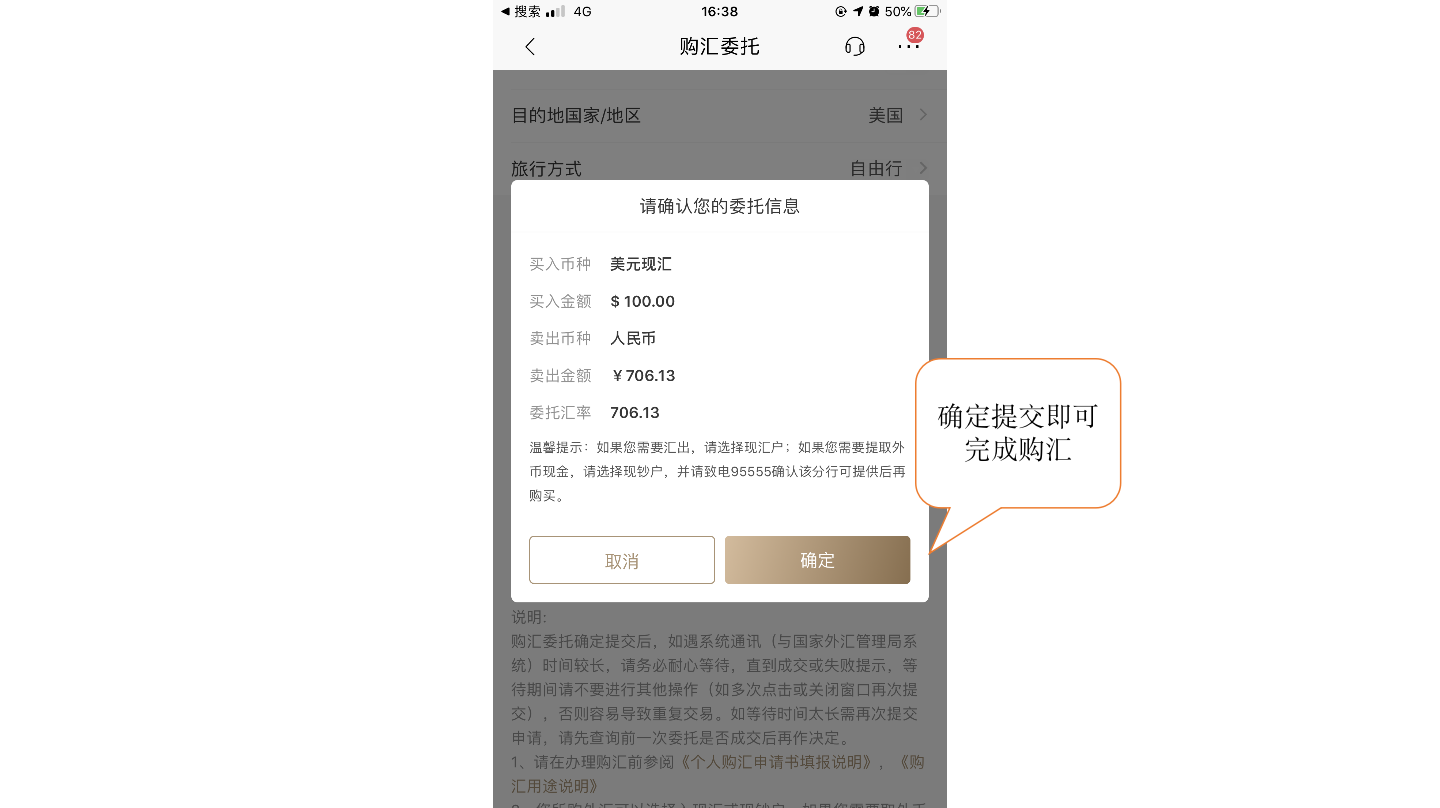 ◀ 搜索 4G 16:38 50%
购汇委托
82
目的地国家/地区 美国
旅行方式 自由行
请确认您的委托信息
买入币种 美元现汇
买入金额 $ 100.00
卖出币种 人民币
卖出金额 ￥706.13
委托汇率 706.13
温馨提示：如果您需要汇出，请选择现汇户；如果您需要提取外
币现金，请选择现钞户，并请致电95555确认该分行可提供后再
购买。
取消 确定
确定提交即可
完成购汇
说明:
购汇委托确定提交后，如遇系统通讯（与国家外汇管理局系
统）时间较长，请务必耐心等待，直到成交或失败提示，等
待期间请不要进行其他操作（如多次点击或关闭窗口再次提
交），否则容易导致重复交易。如等待时间太长需再次提交
申请，请先查询前一次委托是否成交后再作决定。
1、请在办理购汇前参阅《个人购汇申请书填报说明》，《购
汇用途说明》